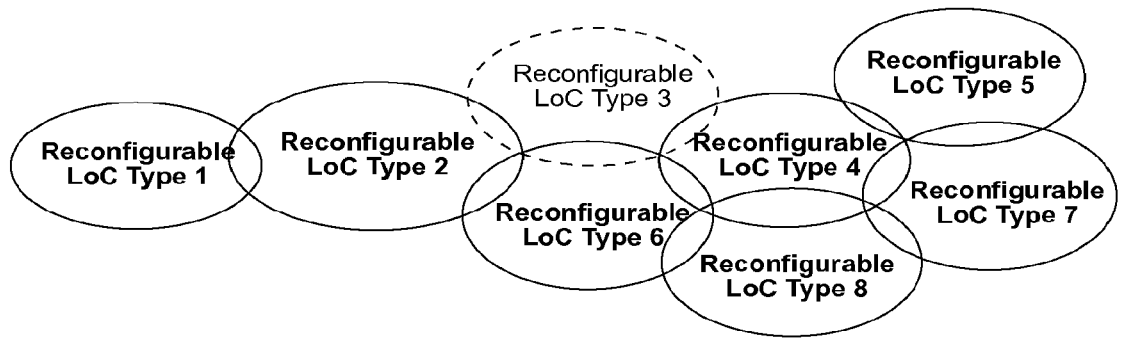 Reconfigurable
LoC Type 1
Reconfigurable
LoC Type 2
Reconfigurable
LoC Type 3
Reconfigurable
LoC Type 4
Reconfigurable
LoC Type 5
Reconfigurable
LoC Type 6
Reconfigurable
LoC Type 7
Reconfigurable
LoC Type 8